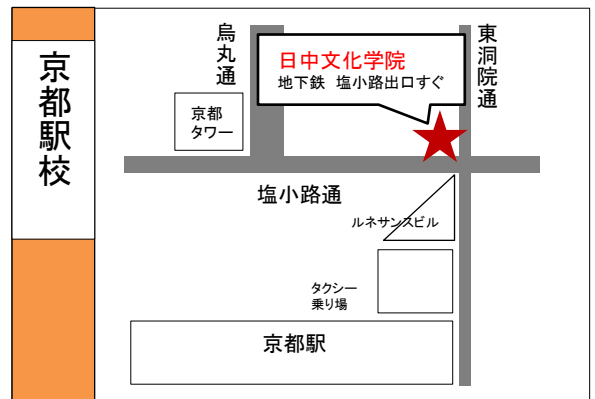 京都駅校
烏丸通
日中文化学院
地下鉄 塩小路出口すぐ
東洞院通
京都
タワー
塩小路通
ルネサンスビル
タクシー
乗り場
京都駅